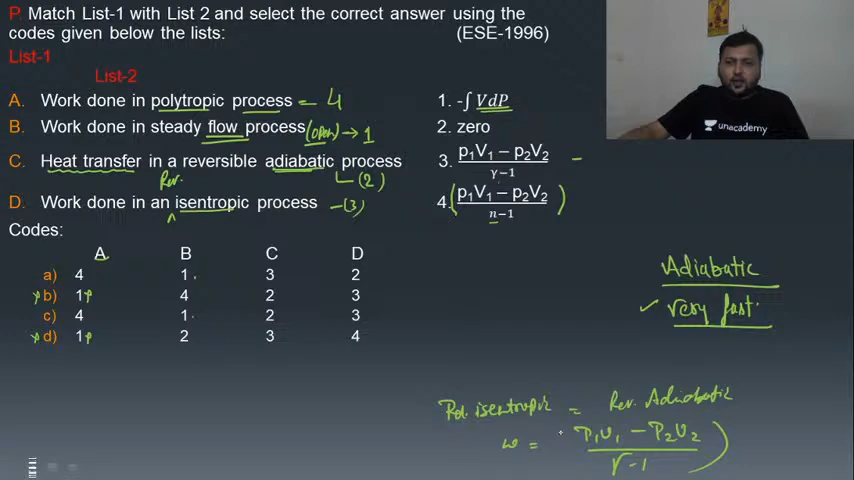 P. Match List-1 with List 2 and select the correct answer using the
codes given below the lists: (ESE-1996)
List-1
List-2
A. Work done in polytropic process = 4
1. -∫ VdP
B. Work done in steady flow process (open) → 1
2. zero
C. Heat transfer in a reversible adiabatic process
(2)
3. p₁V₁ – p₂V₂ / γ–1 –
Rev.
D. Work done in an ^ isentropic process –(3)
4. (p₁V₁ – p₂V₂ / n–1)
Codes:
A B C D
a) 4 1 3 2
b) 1 4 2 3
c) 4 1 2 3
d) 1 2 3 4
unacademy
Adiabatic
✓ very fast.
Rev. isentropic = Rev. Adiabatic
w = P₁V₁ – P₂V₂ / γ–1 )